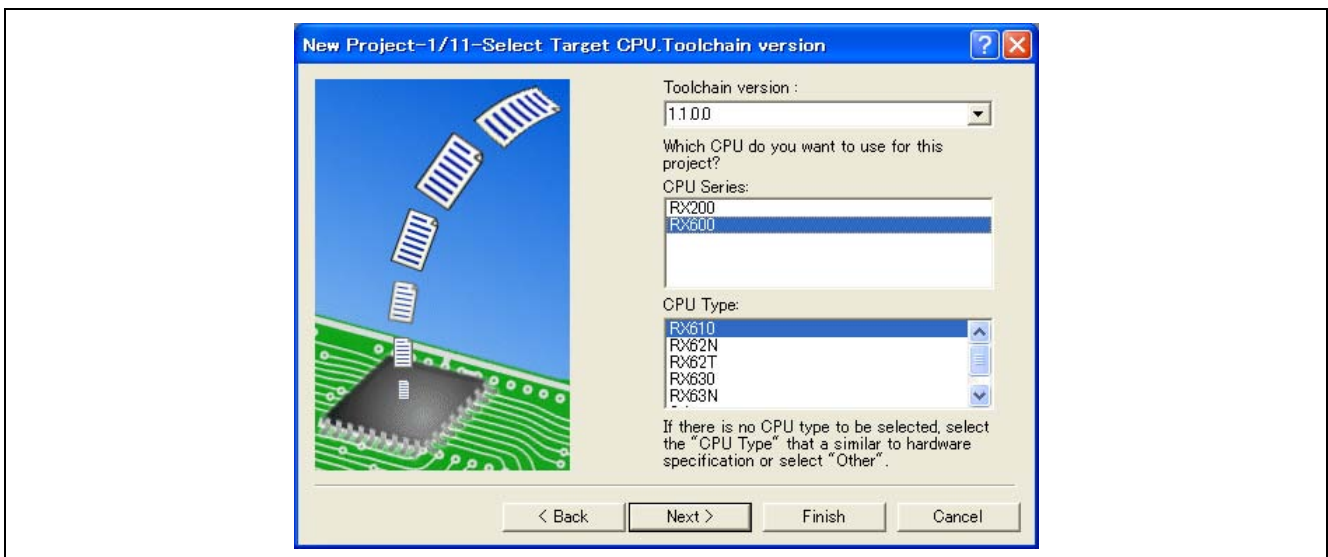 New Project-1/11-Select Target CPU.Toolchain version
Toolchain version :
1.1.0.0
Which CPU do you want to use for this
project?
CPU Series:
RX200
RX600
CPU Type:
RX610
RX62N
RX62T
RX630
RX63N
If there is no CPU type to be selected, select
the "CPU Type" that a similar to hardware
specification or select "Other".
< Back
Next >
Finish
Cancel